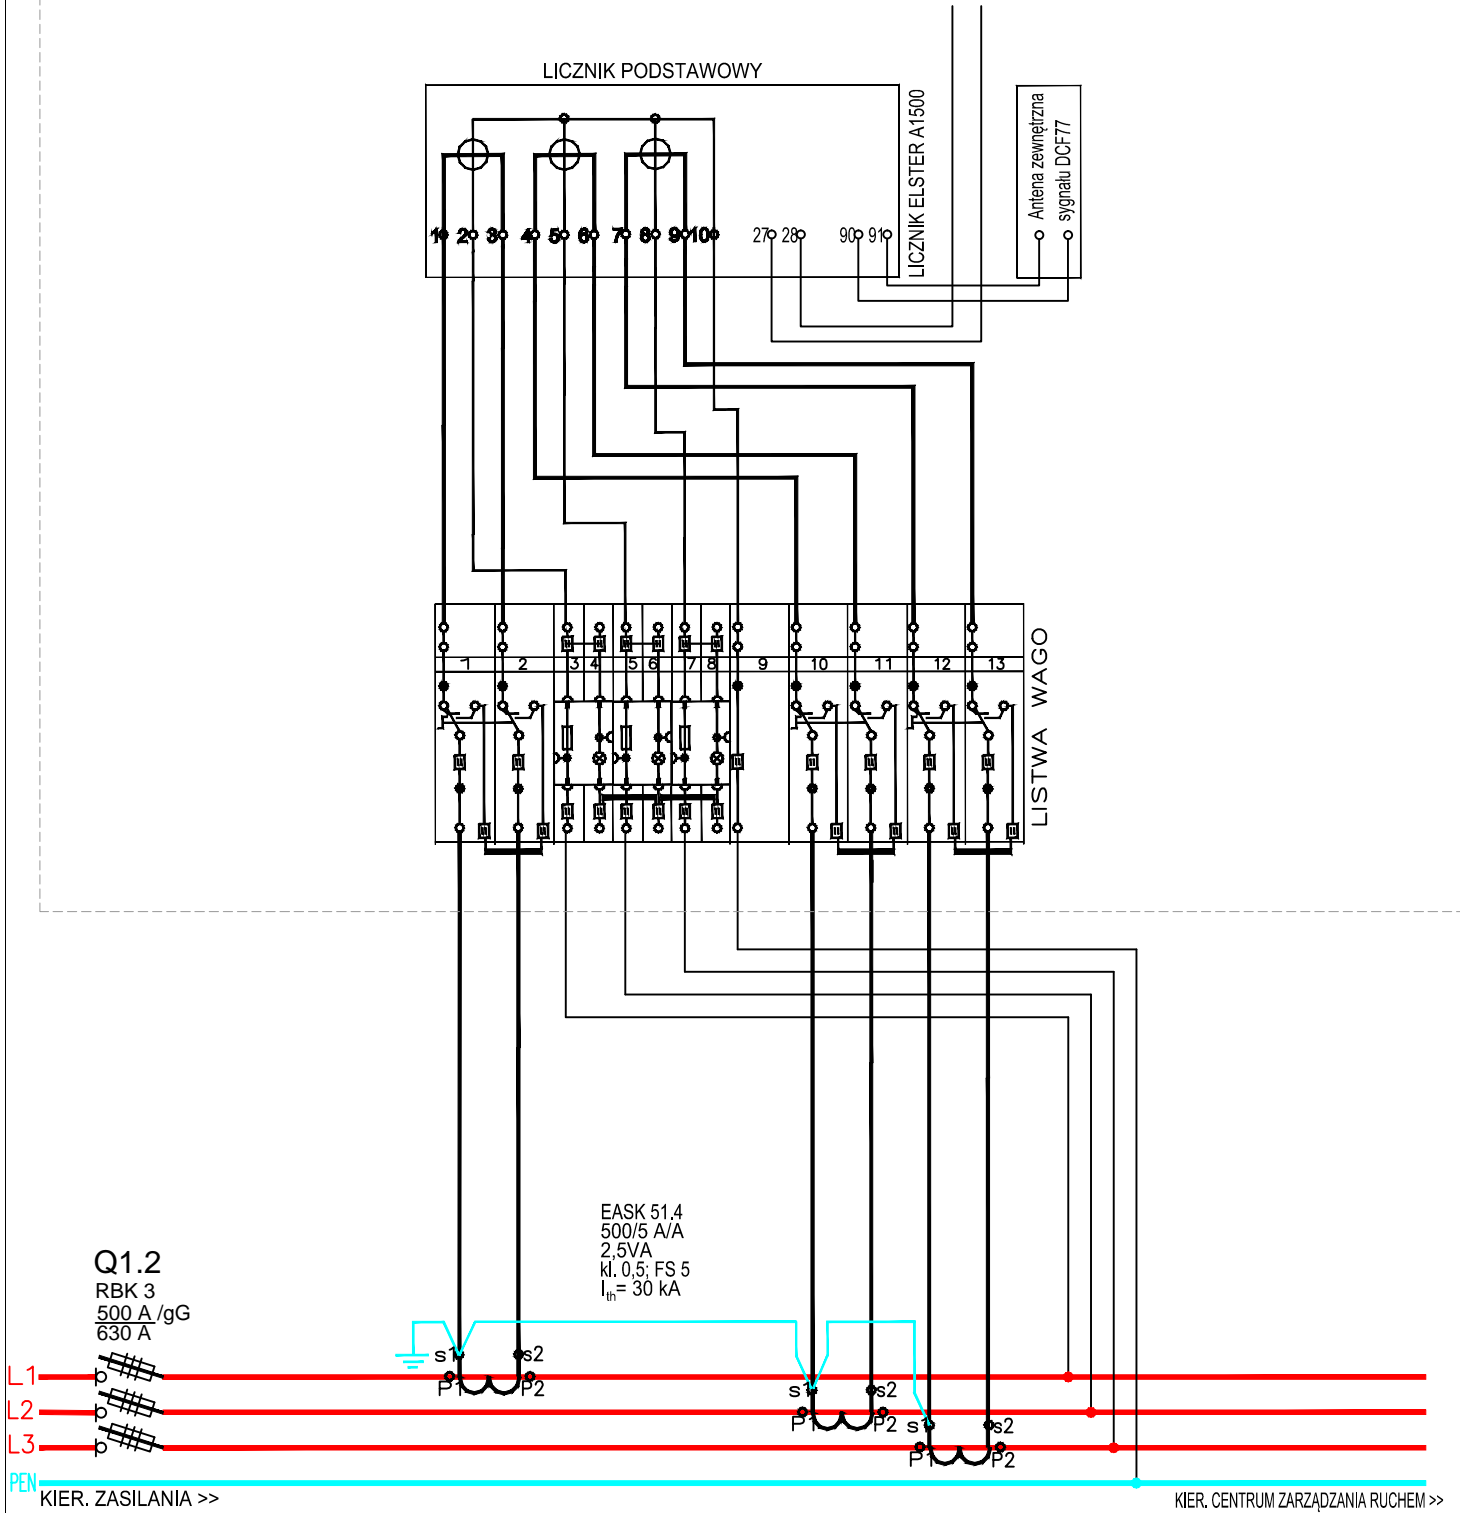 LICZNIK PODSTAWOWY
LICZNIK ELSTER A1500
Antena zewnętrzna
sygnału DCF77
1 2 3 4 5 6 7 8 9 10 27 28 90 91
1 2 3 4 5 6 7 8 9 10 11 12 13
LISTWA WAGO
EASK 51.4
500/5 A/A
2,5VA
kl. 0,5; FS 5
Ith= 30 kA
Q1.2
RBK 3
500 A /gG
630 A
s1 s2
L1
P1 P2
s1 s2
L2
P1 P2
s1 s2
L3
P1 P2
PEN
KIER. ZASILANIA >>
KIER. CENTRUM ZARZĄDZANIA RUCHEM >>